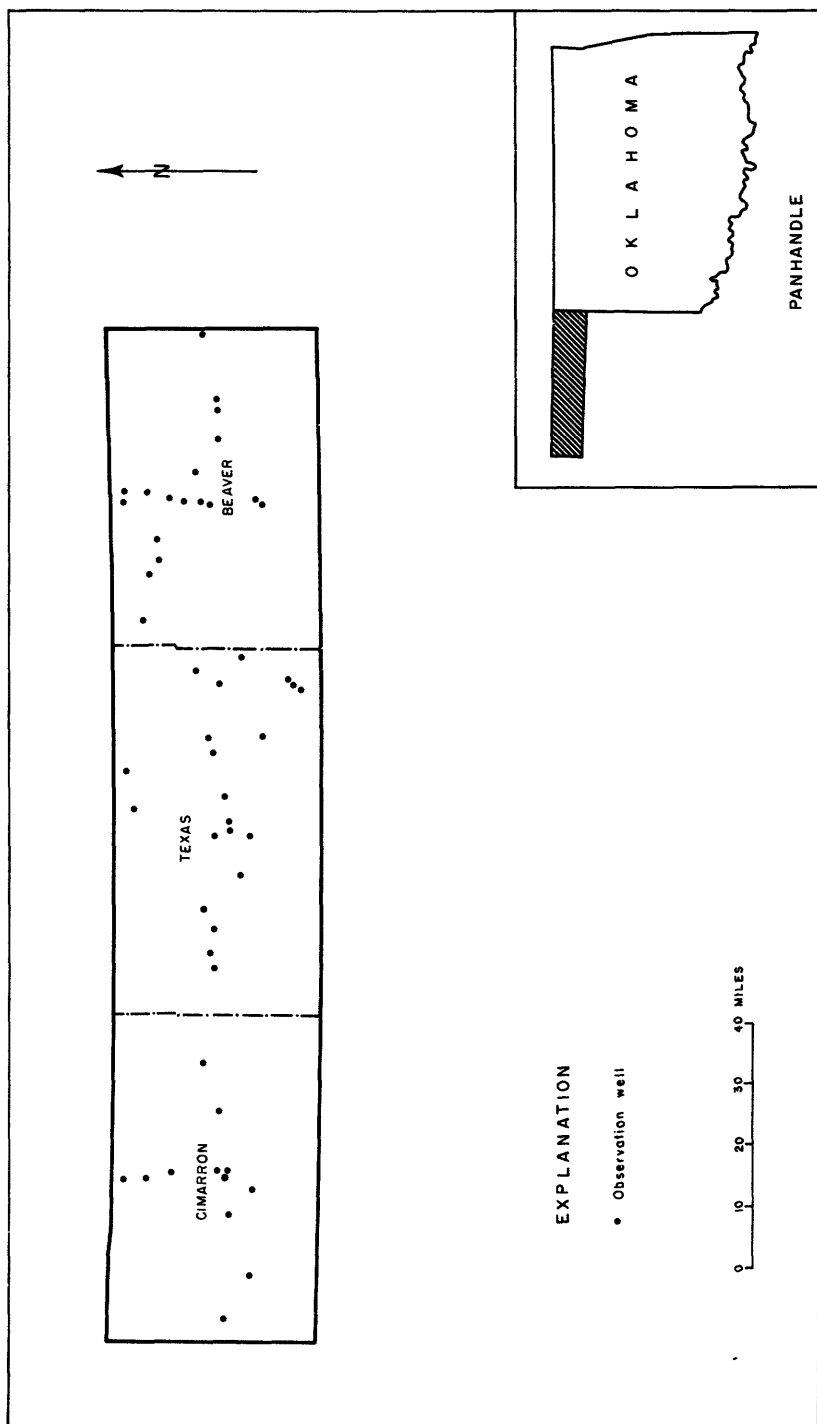 N
CIMARRON
TEXAS
BEAVER
EXPLANATION
• Observation well
0 10 20 30 40 MILES
OKLAHOMA
PANHANDLE